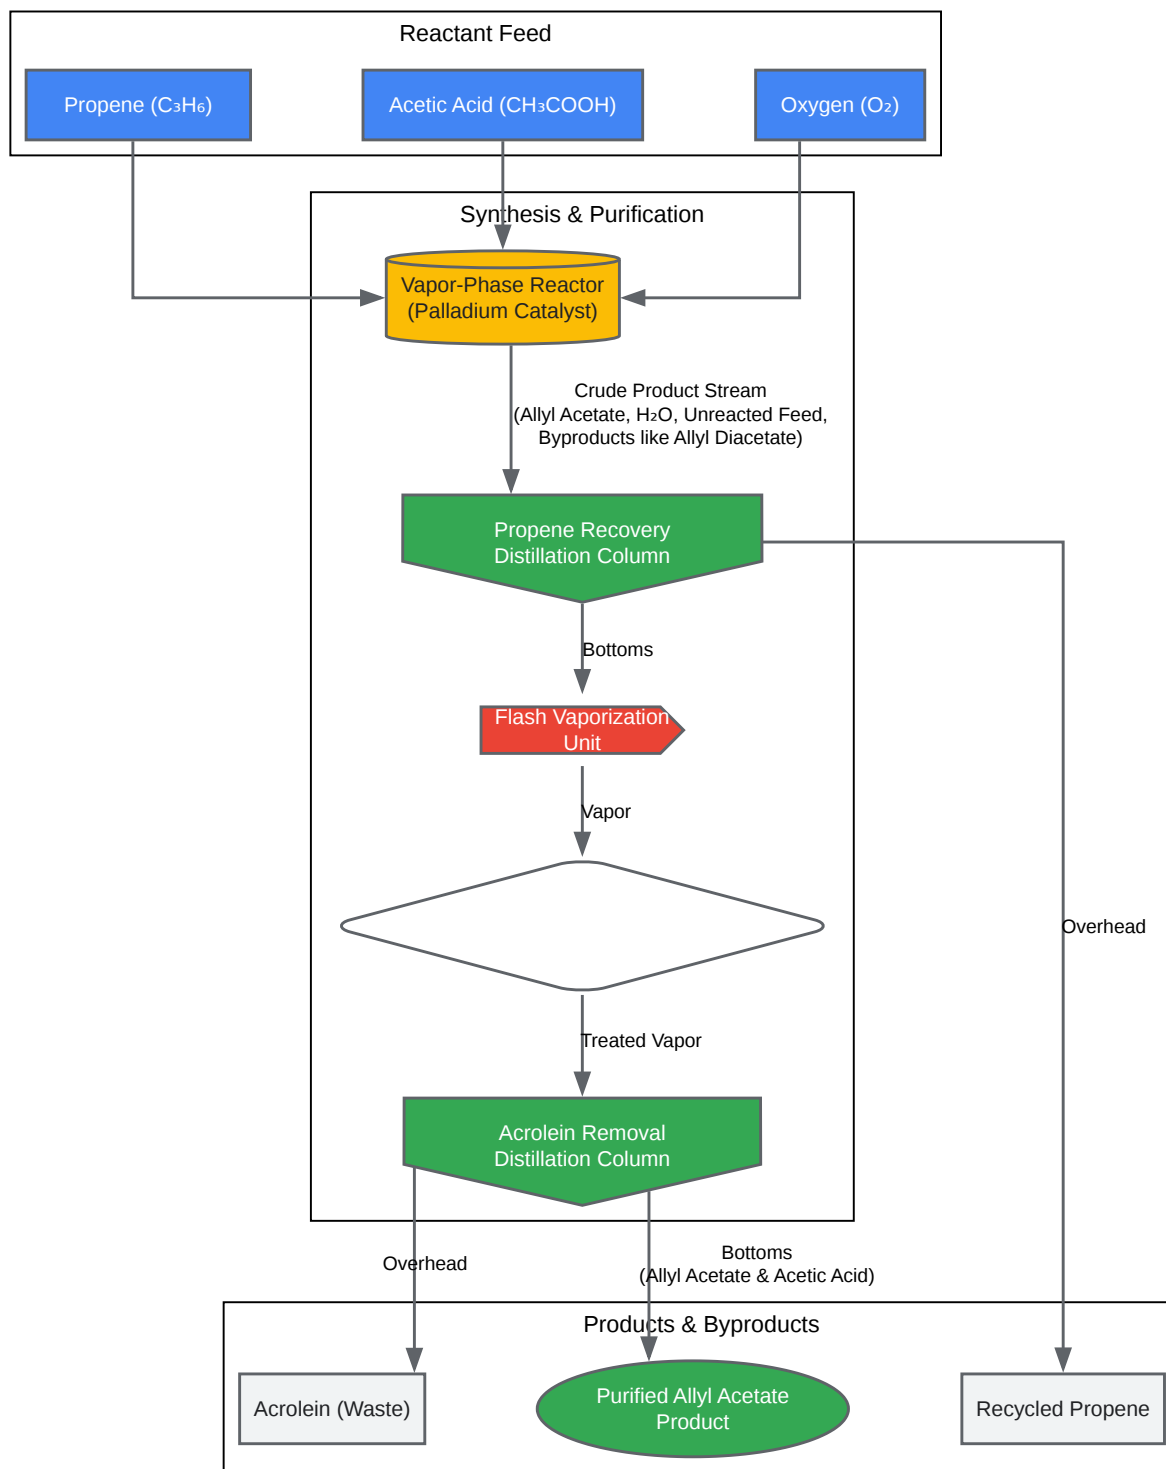 Reactant Feed
Propene (C₃H₆)
Acetic Acid (CH₃COOH)
Oxygen (O₂)
Synthesis & Purification
Vapor-Phase Reactor
(Palladium Catalyst)
Crude Product Stream
(Allyl Acetate, H₂O, Unreacted Feed,
Byproducts like Allyl Diacetate)
Propene Recovery
Distillation Column
Bottoms
Flash Vaporization
Unit
Vapor
Overhead
Treated Vapor
Acrolein Removal
Distillation Column
Overhead
Bottoms
(Allyl Acetate & Acetic Acid)
Products & Byproducts
Acrolein (Waste)
Purified Allyl Acetate
Product
Recycled Propene